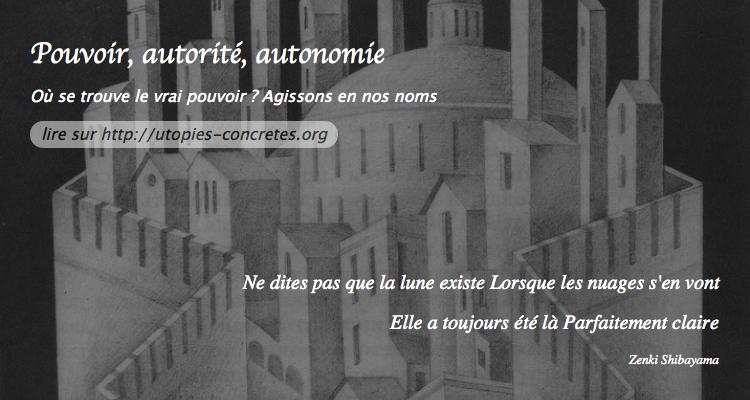 Pouvoir, autorité, autonomie
Où se trouve le vrai pouvoir ? Agissons en nos noms
lire sur http://utopies-concretes.org
Ne dites pas que la lune existe Lorsque les nuages s'en vont
Elle a toujours été là Parfaitement claire
Zenki Shibayama